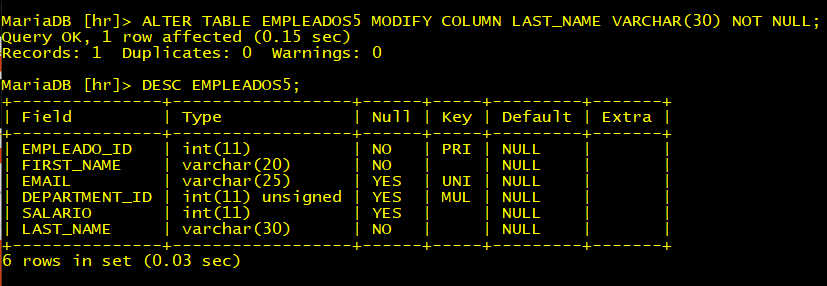 MariaDB [hr]> ALTER TABLE EMPLEADOS5 MODIFY COLUMN LAST_NAME VARCHAR(30) NOT NULL;
Query OK, 1 row affected (0.15 sec)
Records: 1  Duplicates: 0  Warnings: 0

MariaDB [hr]> DESC EMPLEADOS5;
+---------------+------------------+------+-----+---------+-------+
| Field         | Type             | Null | Key | Default | Extra |
+---------------+------------------+------+-----+---------+-------+
| EMPLEADO_ID   | int(11)          | NO   | PRI | NULL    |       |
| FIRST_NAME    | varchar(20)      | NO   |     | NULL    |       |
| EMAIL         | varchar(25)      | YES  | UNI | NULL    |       |
| DEPARTMENT_ID | int(11) unsigned | YES  | MUL | NULL    |       |
| SALARIO       | int(11)          | YES  |     | NULL    |       |
| LAST_NAME     | varchar(30)      | NO   |     | NULL    |       |
+---------------+------------------+------+-----+---------+-------+
6 rows in set (0.03 sec)